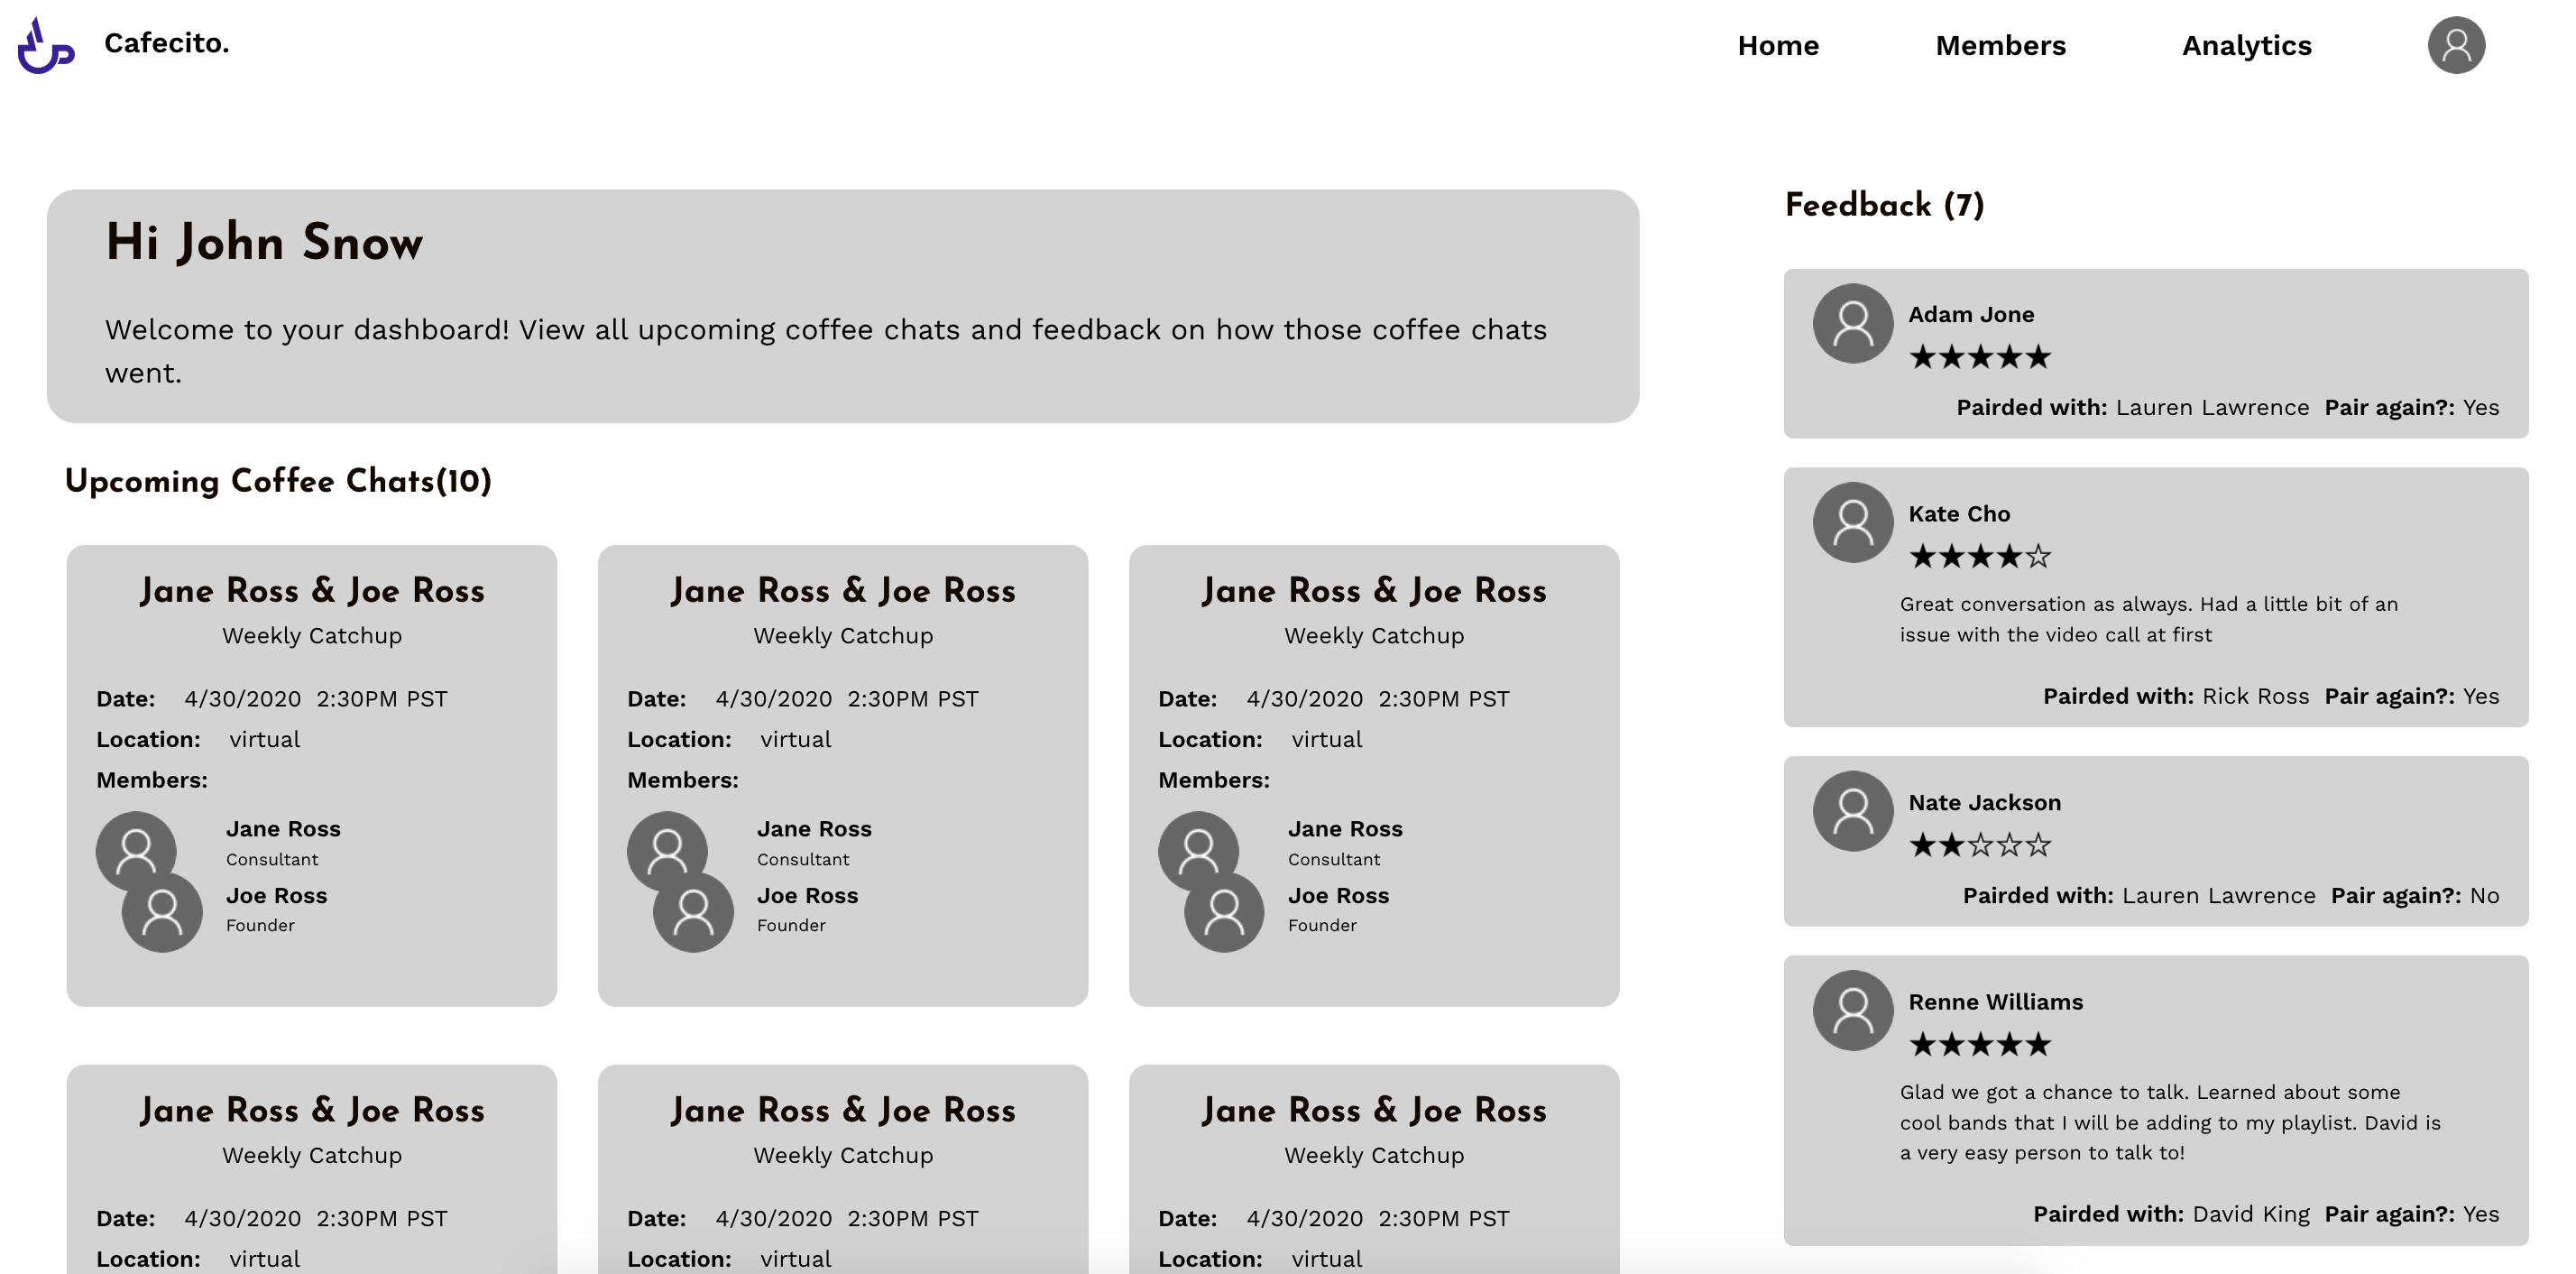 Cafecito.
Home
Members
Analytics
Hi John Snow
Welcome to your dashboard! View all upcoming coffee chats and feedback on how those coffee chats
went.
Upcoming Coffee Chats(10)
Jane Ross & Joe Ross
Weekly Catchup
Date: 4/30/2020 2:30PM PST
Location: virtual
Members:
Jane Ross
Consultant
Joe Ross
Founder
Jane Ross & Joe Ross
Weekly Catchup
Date: 4/30/2020 2:30PM PST
Location: virtual
Members:
Jane Ross
Consultant
Joe Ross
Founder
Jane Ross & Joe Ross
Weekly Catchup
Date: 4/30/2020 2:30PM PST
Location: virtual
Members:
Jane Ross
Consultant
Joe Ross
Founder
Jane Ross & Joe Ross
Weekly Catchup
Date: 4/30/2020 2:30PM PST
Location: virtual
Jane Ross & Joe Ross
Weekly Catchup
Date: 4/30/2020 2:30PM PST
Location: virtual
Jane Ross & Joe Ross
Weekly Catchup
Date: 4/30/2020 2:30PM PST
Location: virtual
Feedback (7)
Adam Jone
★★★★★
Pairded with: Lauren Lawrence Pair again?: Yes
Kate Cho
★★★★☆
Great conversation as always. Had a little bit of an
issue with the video call at first
Pairded with: Rick Ross Pair again?: Yes
Nate Jackson
★★☆☆☆
Pairded with: Lauren Lawrence Pair again?: No
Renne Williams
★★★★★
Glad we got a chance to talk. Learned about some
cool bands that I will be adding to my playlist. David is
a very easy person to talk to!
Pairded with: David King Pair again?: Yes